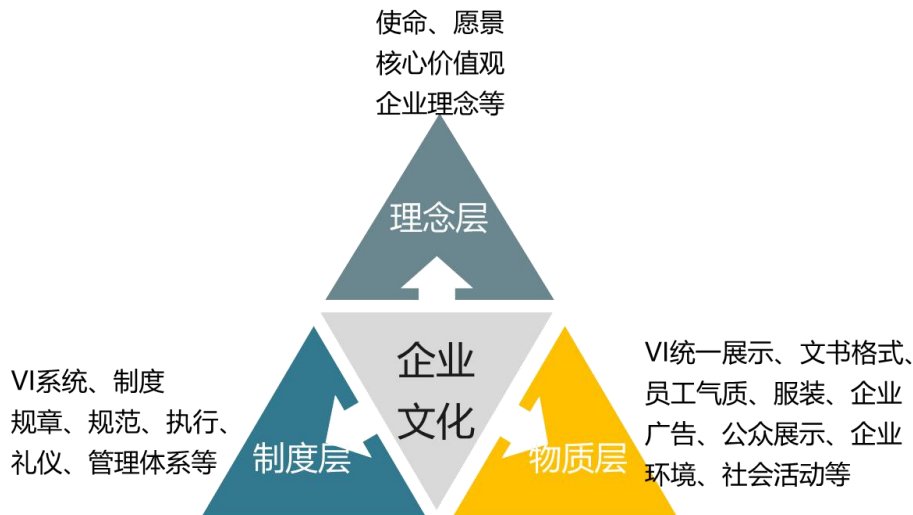 使命、愿景
核心价值观
企业理念等
理念层
企业
文化
VI系统、制度
规章、规范、执行、
礼仪、管理体系等
制度层
物质层
VI统一展示、文书格式、
员工气质、服装、企业
广告、公众展示、企业
环境、社会活动等